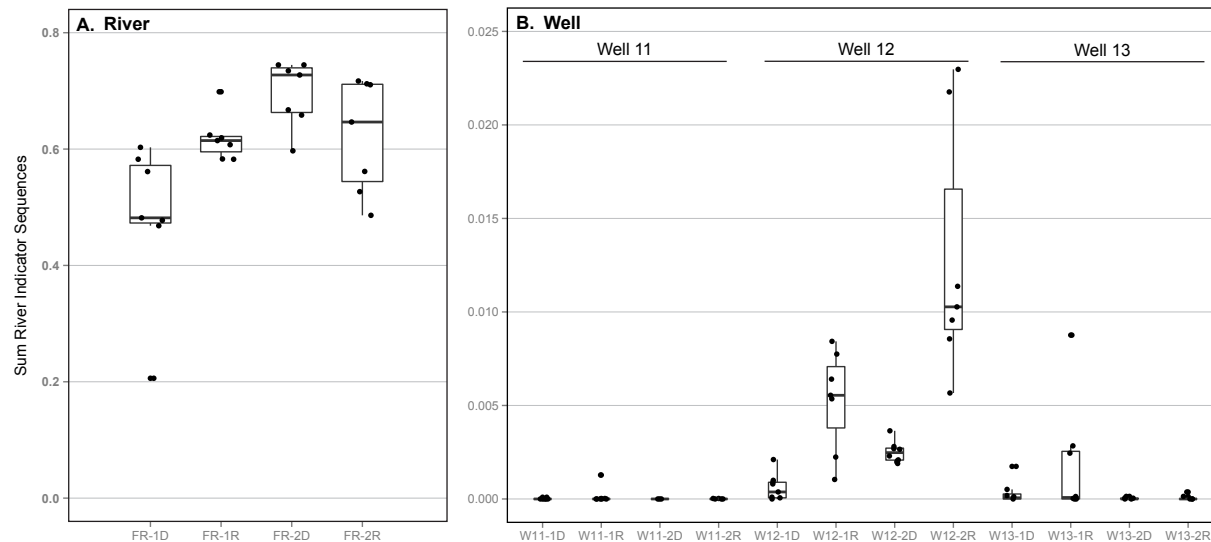 A. River
B. Well
Well 11
Well 12
Well 13
Sum River Indicator Sequences
0.8
0.6
0.4
0.2
0.0
FR-1D FR-1R FR-2D FR-2R
0.025
0.020
0.015
0.010
0.005
0.000
W11-1D W11-1R W11-2D W11-2R W12-1D W12-1R W12-2D W12-2R W13-1D W13-1R W13-2D W13-2R